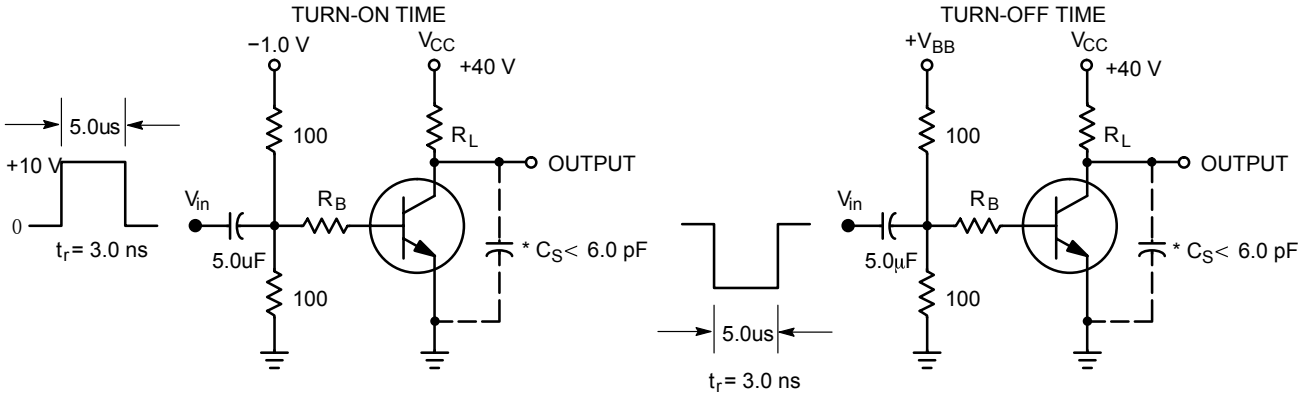 TURN-ON TIME
−1.0 V
V_CC
+40 V
5.0us
100
R_L
+10 V
OUTPUT
V_in
R_B
0
5.0uF
* C_S < 6.0 pF
t_r = 3.0 ns
100
TURN-OFF TIME
+V_BB
V_CC
+40 V
100
R_L
OUTPUT
V_in
R_B
5.0μF
* C_S < 6.0 pF
100
5.0us
t_r = 3.0 ns